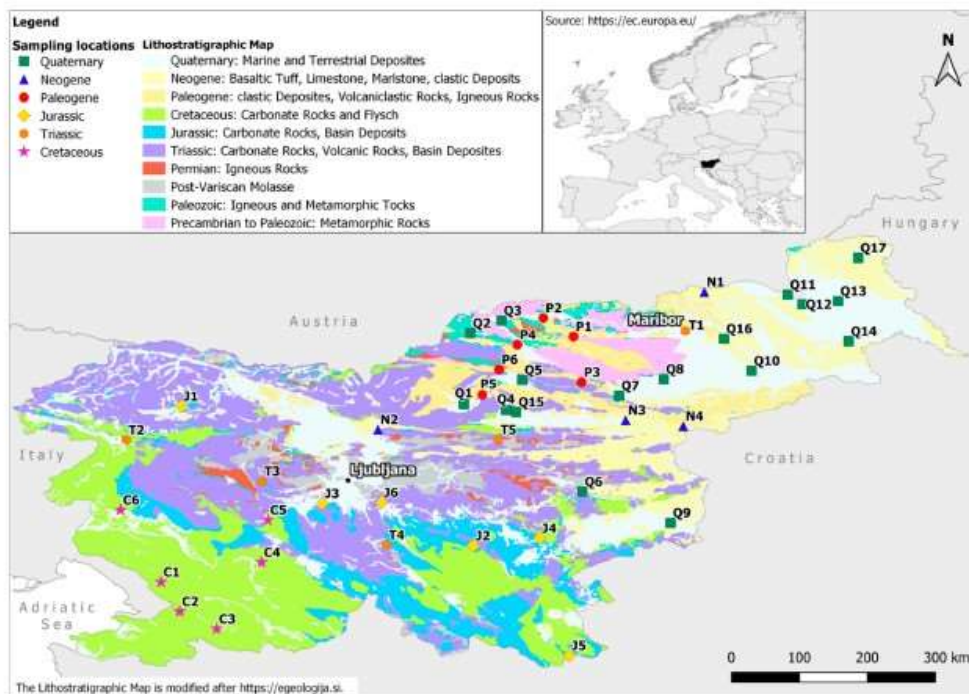 Legend
Sampling locations
Quaternary
Neogene
Paleogene
Jurassic
Triassic
Cretaceous
Lithostratigraphic Map
Quaternary: Marine and Terrestrial Deposites
Neogene: Basaltic Tuff, Limestone, Marlstone, clastic Deposits
Paleogene: clastic Deposites, Volcaniclastic Rocks, Igneous Rocks
Cretaceous: Carbonate Rocks and Flysch
Jurassic: Carbonate Rocks, Basin Deposits
Triassic: Carbonate Rocks, Volcanic Rocks, Basin Deposites
Permian: Igneous Rocks
Post-Variscan Molasse
Paleozoic: Igneous and Metamorphic Tocks
Precambrian to Paleozoic: Metamorphic Rocks
Source: https://ec.europa.eu/
N
Hungary
Q17
N1
Q11
Q13
Q12
Austria
Q3
P2
Q2
P1
Maribor
T1
P4
Q16
Q14
P6
Q5
P3
Q8
Q10
J1
Q1
P5
Q4
Q15
Q7
N2
N3
N4
Italy
T2
T5
Croatia
T3
Ljubljana
Q6
C6
J3
J6
C5
Q9
T4
J2
J4
C4
C1
Adriatic
Sea
C2
C3
J5
0
100
200
300 km
The Lithostratigraphic Map is modified after https://egeologija.si.